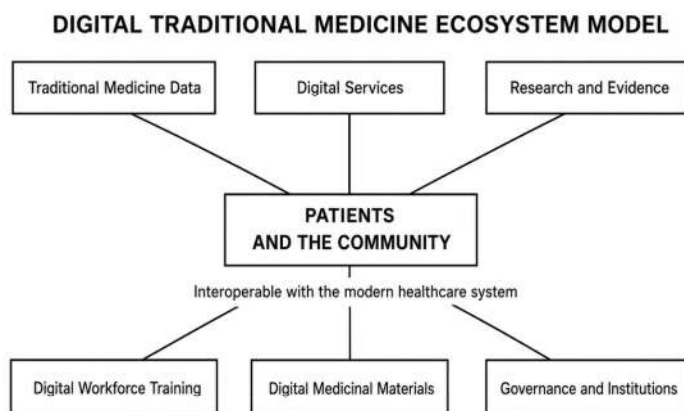 DIGITAL TRADITIONAL MEDICINE ECOSYSTEM MODEL
Traditional Medicine Data
Digital Services
Research and Evidence
PATIENTS
AND THE COMMUNITY
Interoperable with the modern healthcare system
Digital Workforce Training
Digital Medicinal Materials
Governance and Institutions